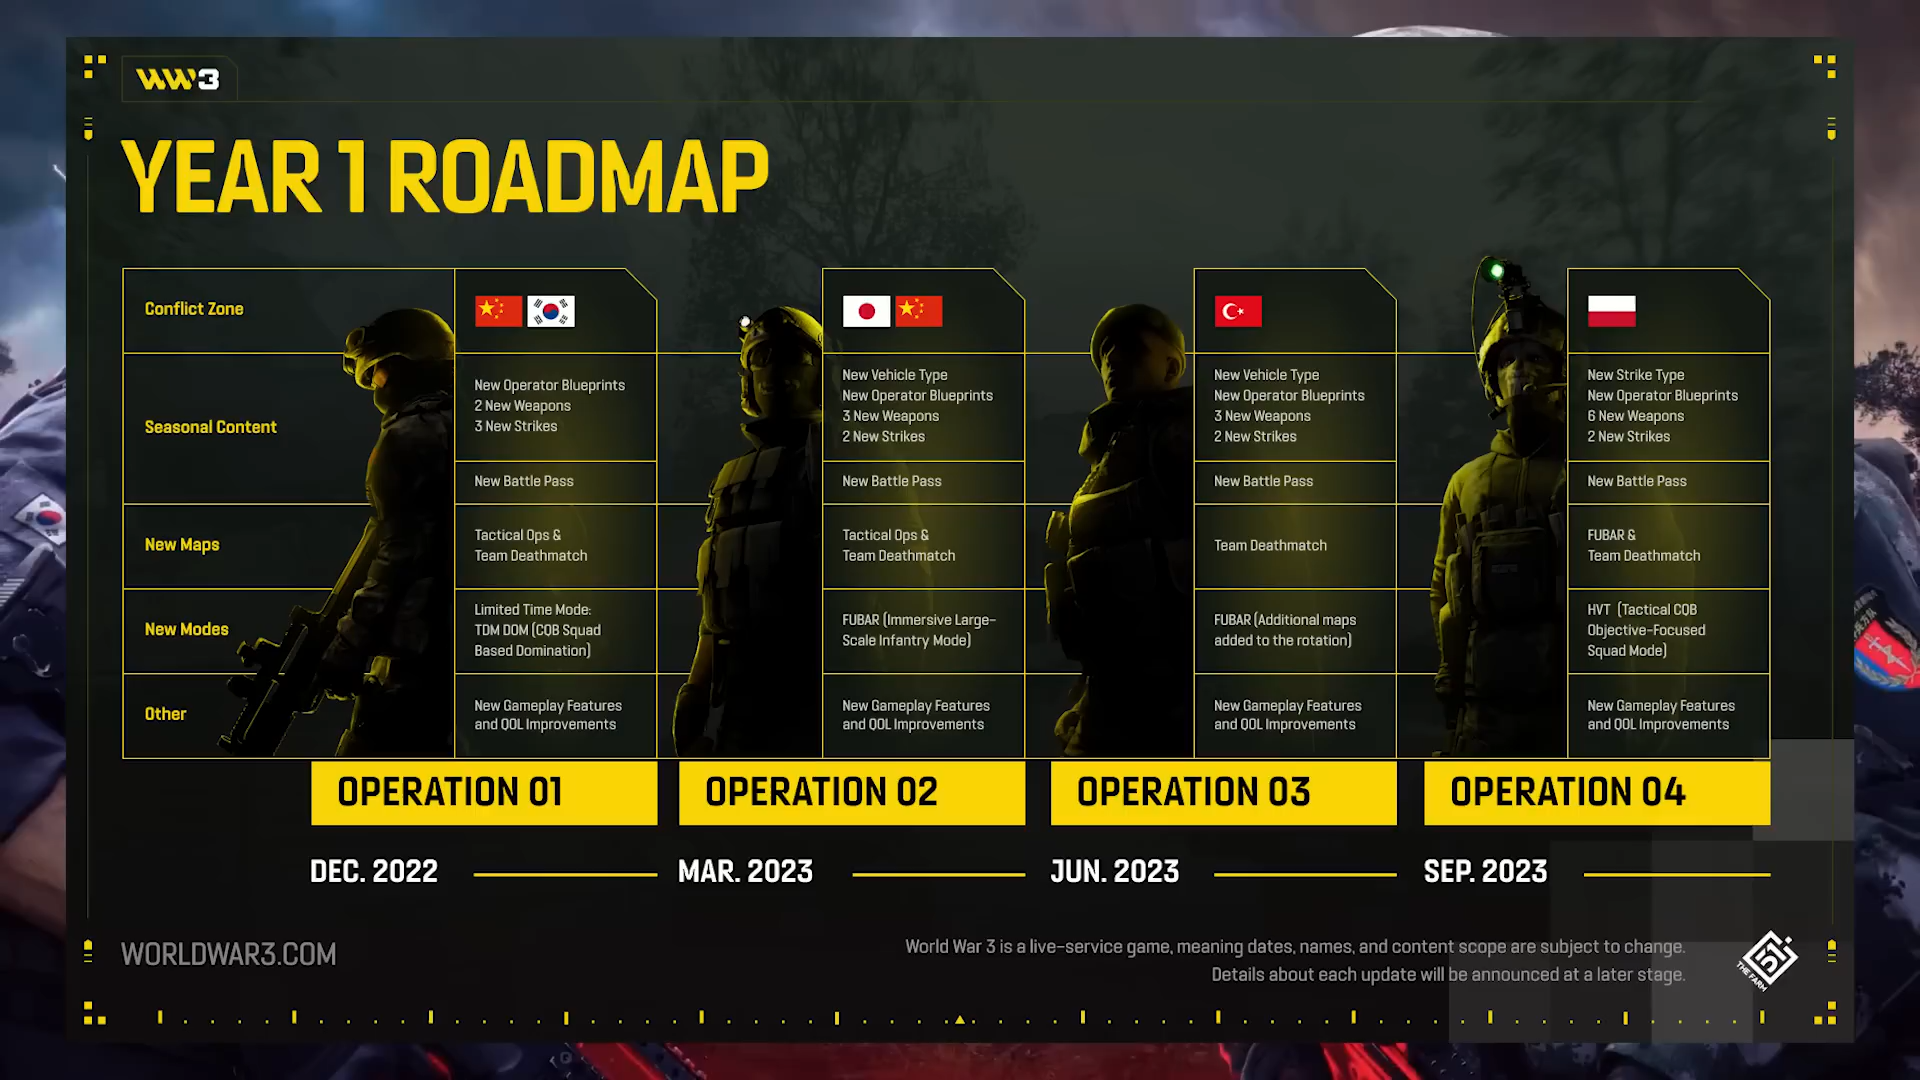 WW3
YEAR 1 ROADMAP
Conflict Zone
Seasonal Content
New Operator Blueprints
2 New Weapons
3 New Strikes
New Vehicle Type
New Operator Blueprints
3 New Weapons
2 New Strikes
New Vehicle Type
New Operator Blueprints
3 New Weapons
2 New Strikes
New Strike Type
New Operator Blueprints
6 New Weapons
2 New Strikes
New Battle Pass
New Battle Pass
New Battle Pass
New Battle Pass
New Maps
Tactical Ops &
Team Deathmatch
Tactical Ops &
Team Deathmatch
Team Deathmatch
FUBAR &
Team Deathmatch
New Modes
Limited Time Mode:
TDM DOM (CQB Squad
Based Domination)
FUBAR (Immersive Large-
Scale Infantry Mode)
FUBAR (Additional maps
added to the rotation)
HVT (Tactical CQB
Objective-Focused
Squad Mode)
Other
New Gameplay Features
and QOL Improvements
New Gameplay Features
and QOL Improvements
New Gameplay Features
and QOL Improvements
New Gameplay Features
and QOL Improvements
OPERATION 01
OPERATION 02
OPERATION 03
OPERATION 04
DEC. 2022
MAR. 2023
JUN. 2023
SEP. 2023
WORLDWAR3.COM
World War 3 is a live-service game, meaning dates, names, and content scope are subject to change.
Details about each update will be announced at a later stage.
THE FARM
51